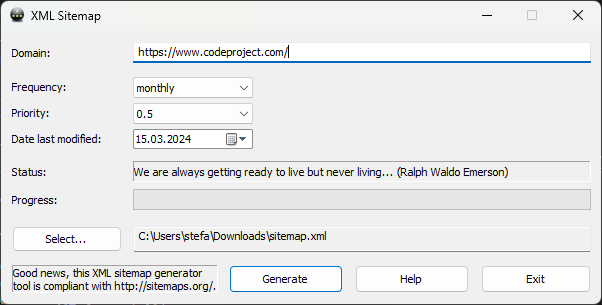 XML Sitemap
Domain: https://www.codeproject.com/
Frequency: monthly
Priority: 0.5
Date last modified: 15.03.2024
Status: We are always getting ready to live but never living... (Ralph Waldo Emerson)
Progress:
Select... C:\Users\stefa\Downloads\sitemap.xml
Good news, this XML sitemap generator
tool is compliant with http://sitemaps.org/.
Generate Help Exit